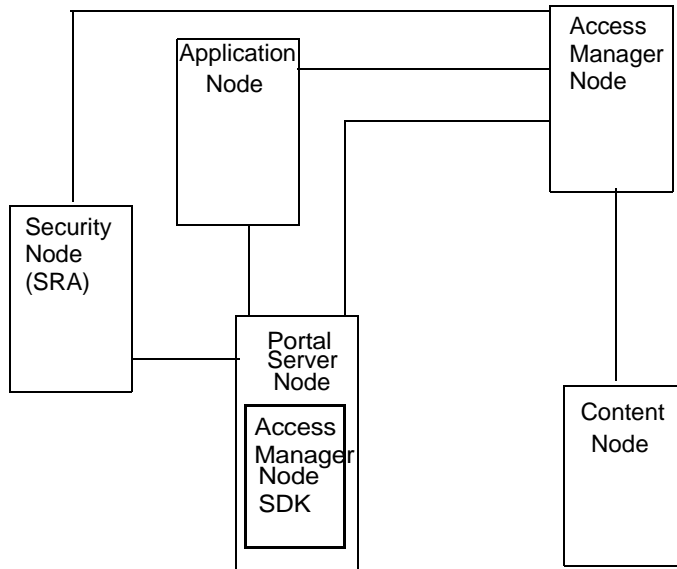 Application
Node
Access
Manager
Node
Security
Node
(SRA)
Portal
Server
Node
Access
Manager
Node
SDK
Content
Node